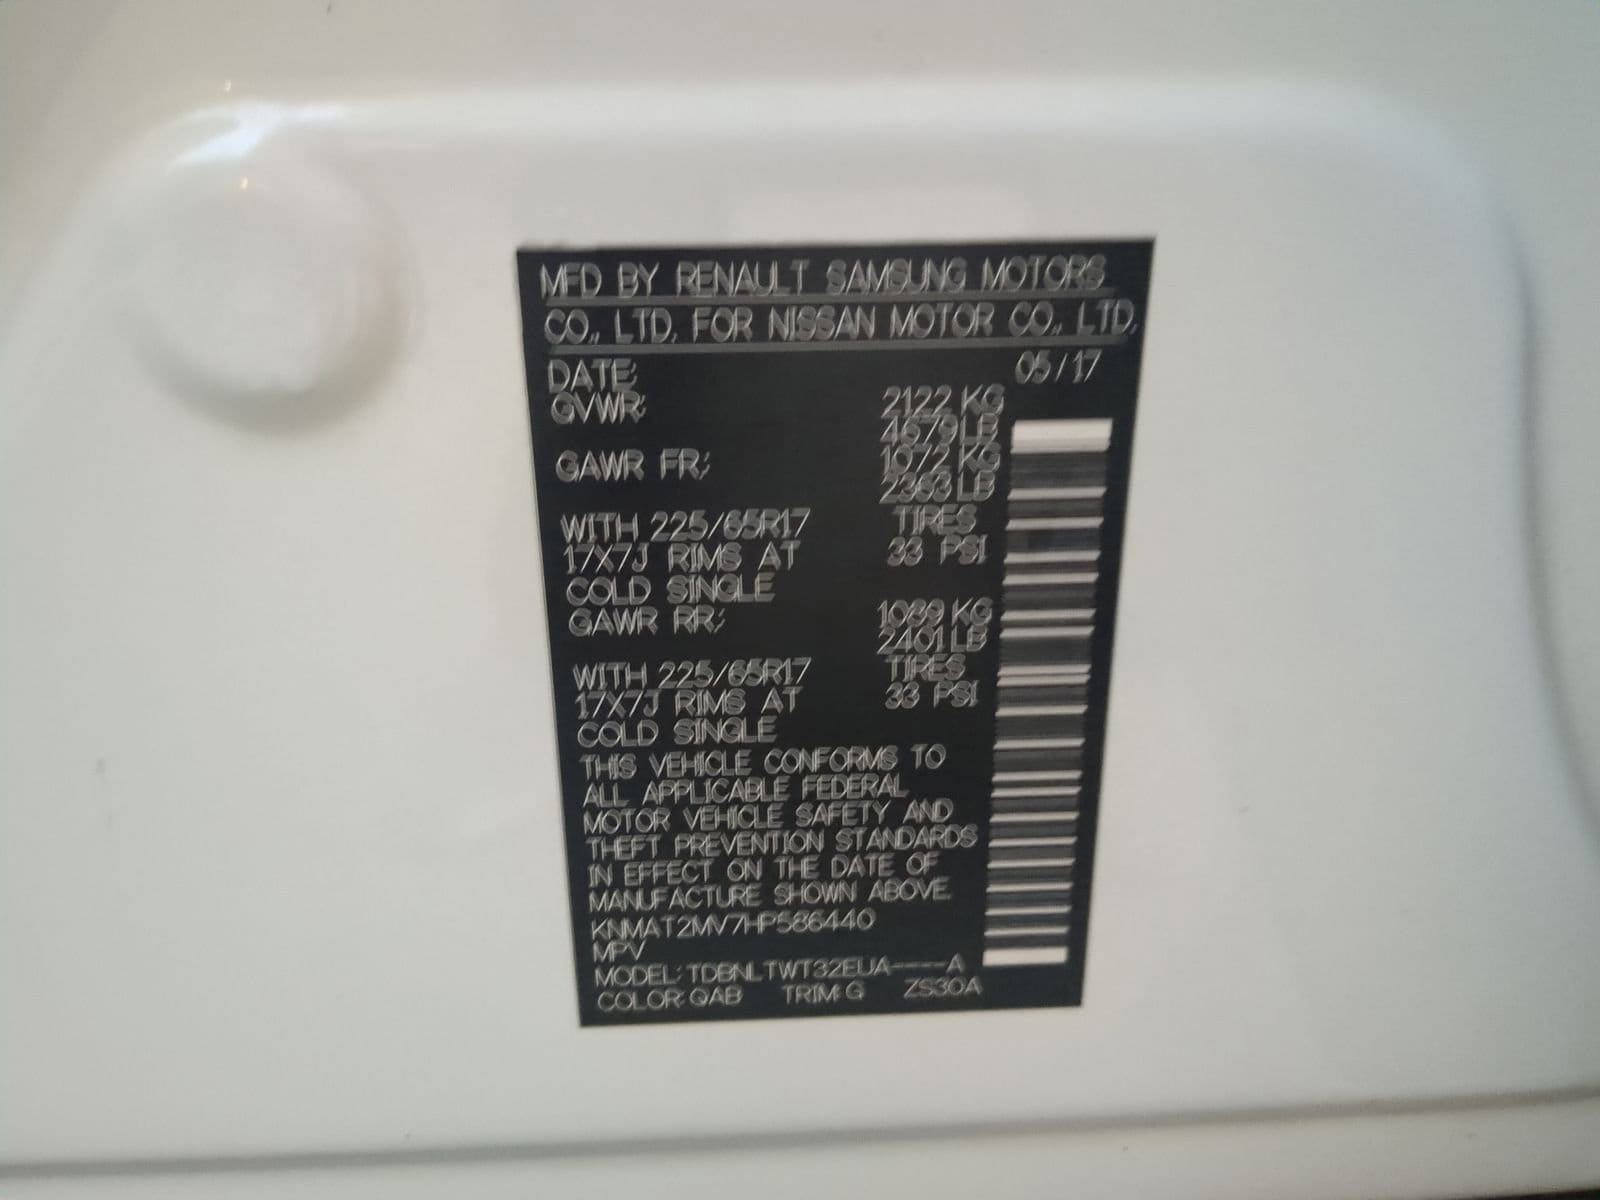 MFD BY RENAULT SAMSUNG MOTORS
CO., LTD. FOR NISSAN MOTOR CO., LTD.
DATE: 05/17
GVWR: 2122 KG
4679 LB
GAWR FR: 1072 KG
2363 LB
WITH 225/65R17 TIRES
17X7J RIMS AT 33 PSI
COLD SINGLE
GAWR RR: 1089 KG
2401 LB
WITH 225/65R17 TIRES
17X7J RIMS AT 33 PSI
COLD SINGLE
THIS VEHICLE CONFORMS TO
ALL APPLICABLE FEDERAL
MOTOR VEHICLE SAFETY AND
THEFT PREVENTION STANDARDS
IN EFFECT ON THE DATE OF
MANUFACTURE SHOWN ABOVE.
KNMAT2MV7HP586440
MPV
MODEL: TDBNLTWT32EUA----A
COLOR: QAB TRIM: G ZS30A